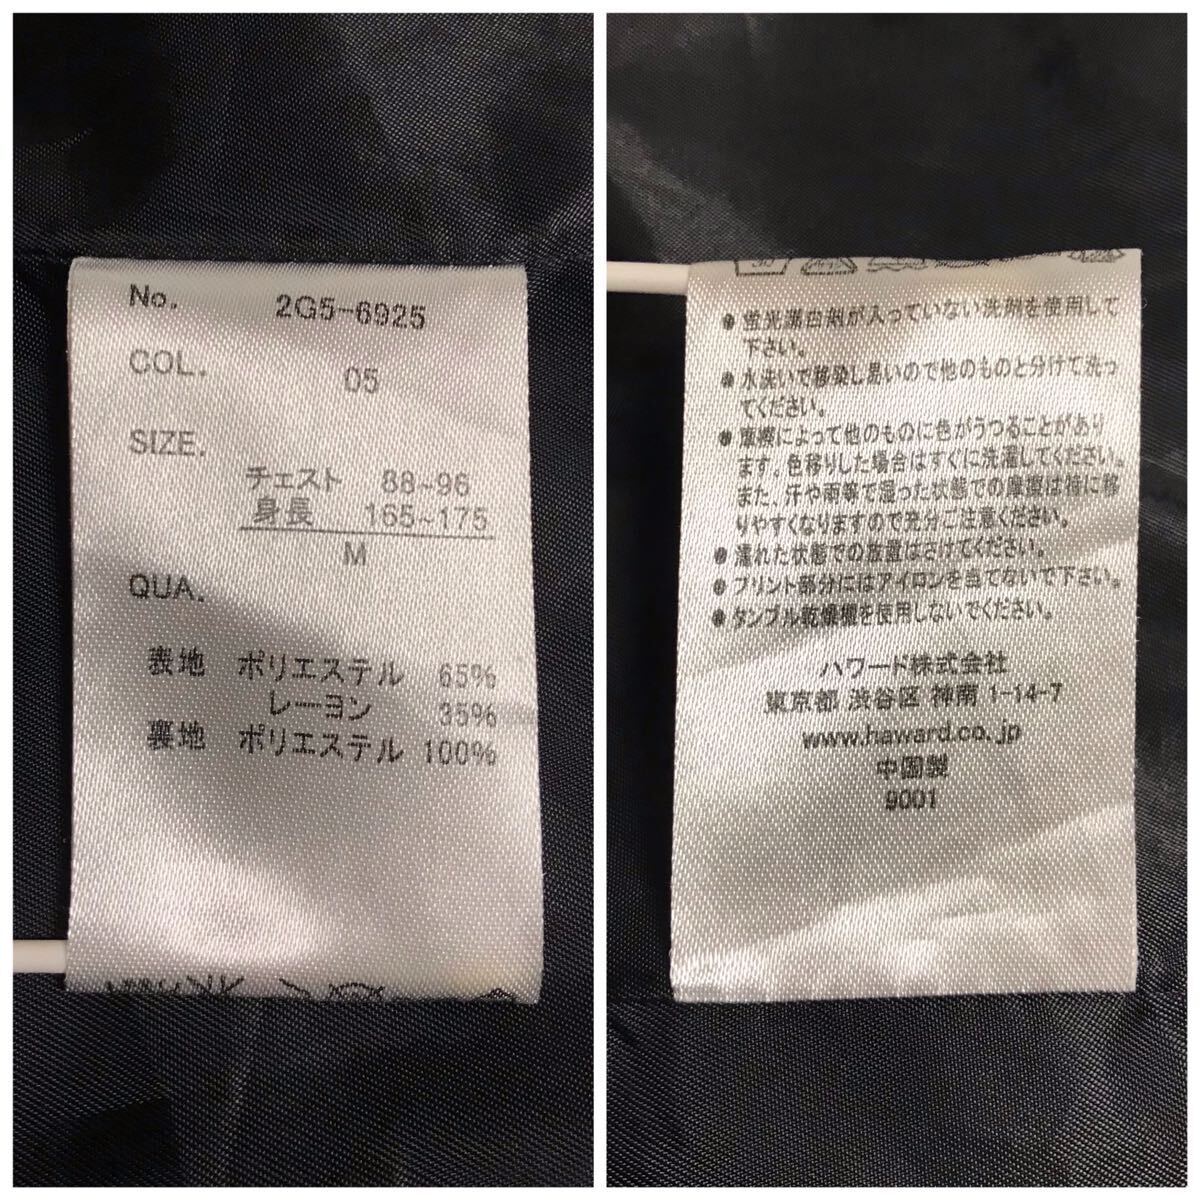 No. 2G5-6925
COL. 05
SIZE.
チェスト 88~96
身長 165~175
M
QUA.
表地 ポリエステル 65%
レーヨン 35%
裏地 ポリエステル 100%
●蛍光漂白剤が入っていない洗剤を使用して
下さい。
●水洗いで移染し易いので他のものと分けて洗っ
てください。
●摩擦によって他のものに色がうつることがあり
ます。色移りした場合はすぐに洗濯してください。
また、汗や雨等で湿った状態での摩擦は特に移
りやすくなりますので充分ご注意ください。
●濡れた状態での放置はさけてください。
●プリント部分にはアイロンを当てないで下さい。
●タンブル乾燥機を使用しないでください。
ハワード株式会社
東京都 渋谷区 神南 1-14-7
www.haward.co.jp
中国製
9001